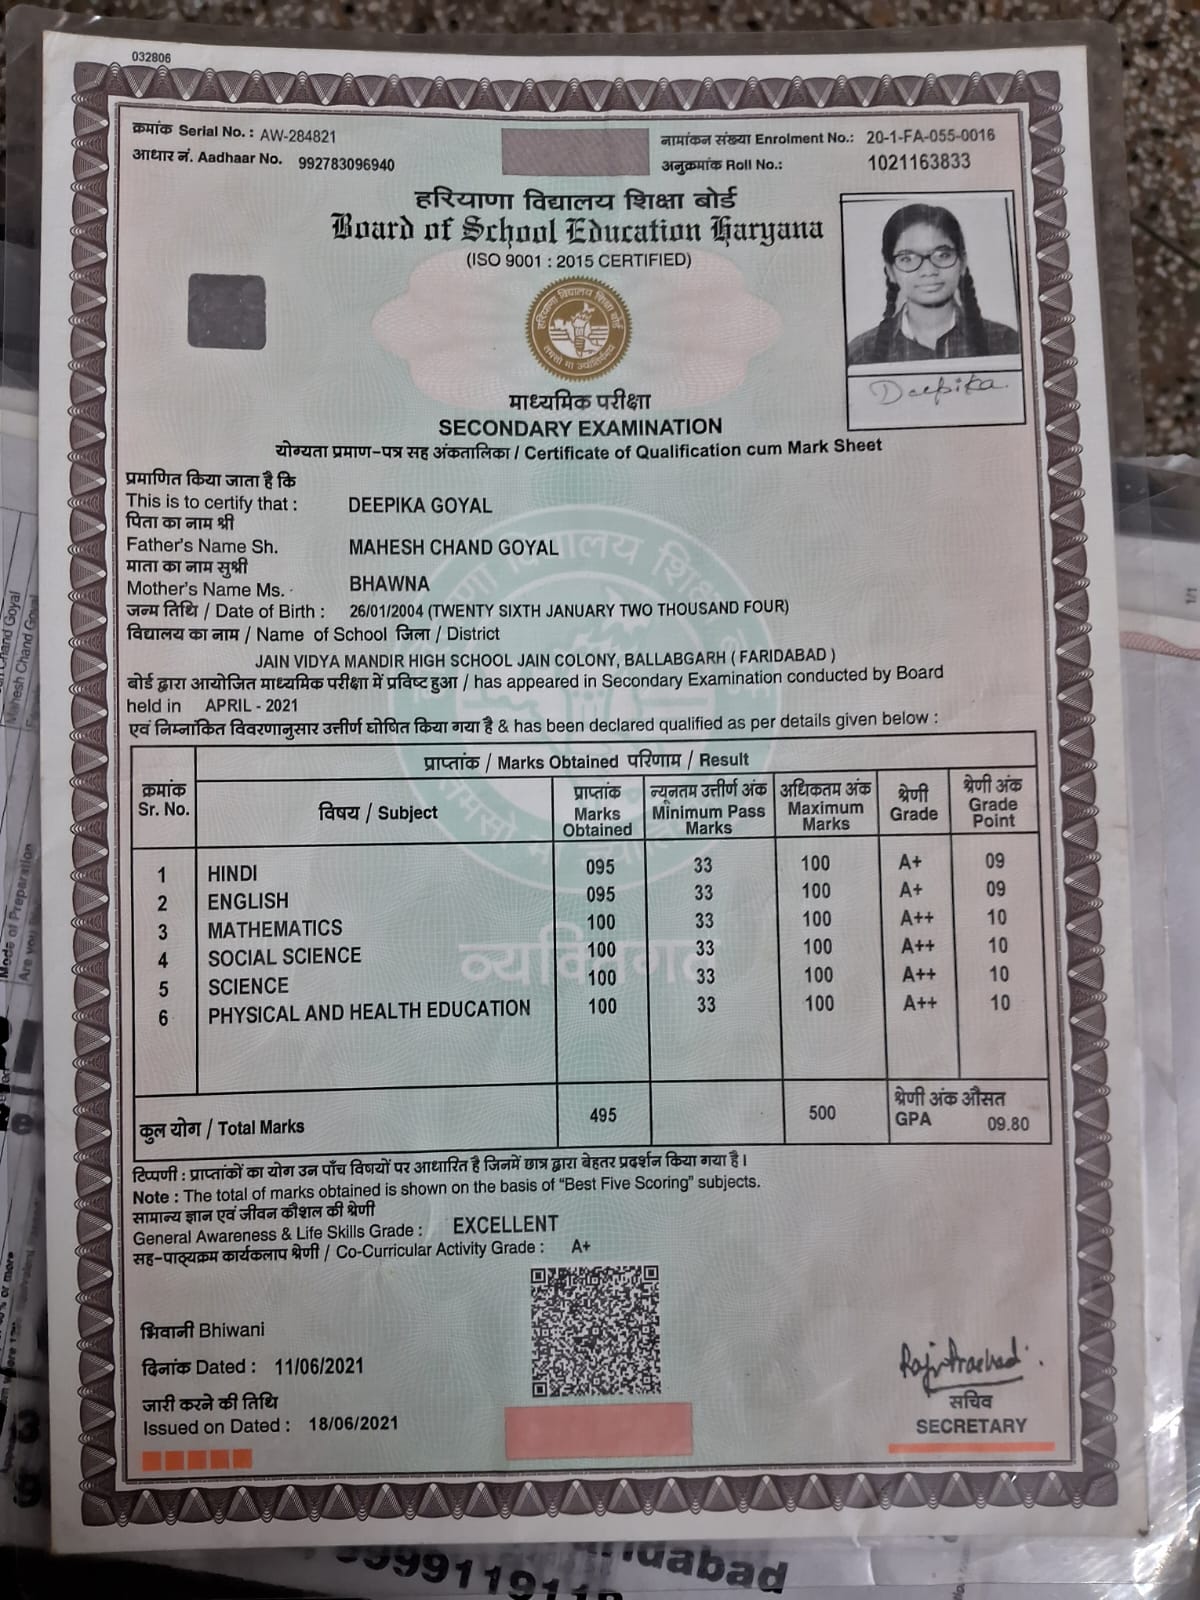 032806
क्रमांक Serial No. : AW-284821
आधार नं. Aadhaar No. 992783096940
नामांकन संख्या Enrolment No.: 20-1-FA-055-0016
अनुक्रमांक Roll No.: 1021163833
हरियाणा विद्यालय शिक्षा बोर्ड
Board of School Education Haryana
(ISO 9001 : 2015 CERTIFIED)
Deepika.
माध्यमिक परीक्षा
SECONDARY EXAMINATION
योग्यता प्रमाण-पत्र सह अंकतालिका / Certificate of Qualification cum Mark Sheet
प्रमाणित किया जाता है कि
This is to certify that : DEEPIKA GOYAL
पिता का नाम श्री
Father's Name Sh. MAHESH CHAND GOYAL
माता का नाम सुश्री
Mother's Name Ms. BHAWNA
जन्म तिथि / Date of Birth : 26/01/2004 (TWENTY SIXTH JANUARY TWO THOUSAND FOUR)
विद्यालय का नाम / Name of School जिला / District
JAIN VIDYA MANDIR HIGH SCHOOL JAIN COLONY, BALLABGARH ( FARIDABAD )
बोर्ड द्वारा आयोजित माध्यमिक परीक्षा में प्रविष्ट हुआ / has appeared in Secondary Examination conducted by Board
held in APRIL - 2021
एवं निम्नांकित विवरणानुसार उत्तीर्ण घोषित किया गया है & has been declared qualified as per details given below :
प्राप्तांक / Marks Obtained परिणाम / Result
क्रमांक Sr. No. विषय / Subject प्राप्तांक Marks Obtained न्यूनतम उत्तीर्ण अंक Minimum Pass Marks अधिकतम अंक Maximum Marks श्रेणी Grade श्रेणी अंक Grade Point
1 HINDI 095 33 100 A+ 09
2 ENGLISH 095 33 100 A+ 09
3 MATHEMATICS 100 33 100 A++ 10
4 SOCIAL SCIENCE 100 33 100 A++ 10
5 SCIENCE 100 33 100 A++ 10
6 PHYSICAL AND HEALTH EDUCATION 100 33 100 A++ 10
व्यक्तिगत
कुल योग / Total Marks 495 500 श्रेणी अंक औसत GPA 09.80
टिप्पणी : प्राप्तांकों का योग उन पाँच विषयों पर आधारित है जिनमें छात्र द्वारा बेहतर प्रदर्शन किया गया है।
Note : The total of marks obtained is shown on the basis of "Best Five Scoring" subjects.
सामान्य ज्ञान एवं जीवन कौशल की श्रेणी
General Awareness & Life Skills Grade : EXCELLENT
सह-पाठ्यक्रम कार्यकलाप श्रेणी / Co-Curricular Activity Grade : A+
भिवानी Bhiwani
दिनांक Dated : 11/06/2021
जारी करने की तिथि
Issued on Dated : 18/06/2021
सचिव
SECRETARY
Mahesh Chand Goyal
Mode of Preparation